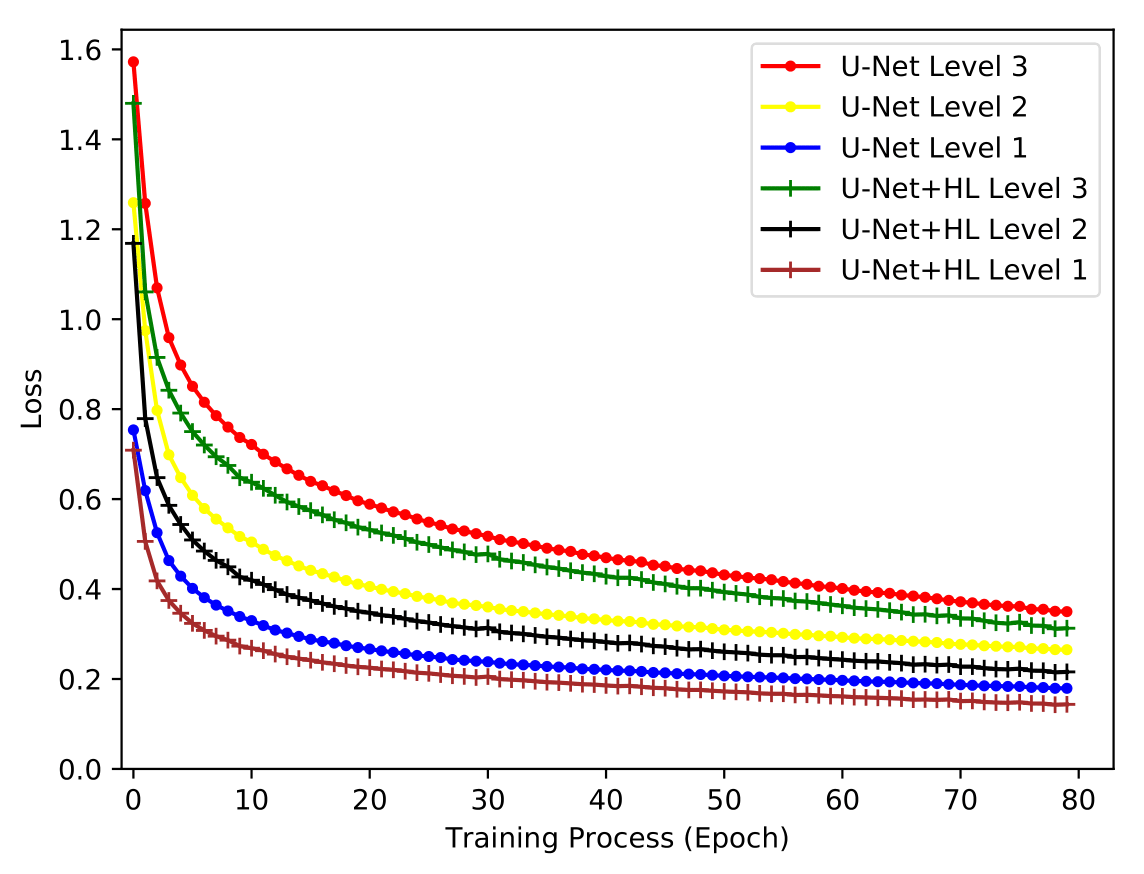 1.6
1.4
1.2
1.0
0.8
0.6
0.4
0.2
0.0
Loss
0 10 20 30 40 50 60 70 80
Training Process (Epoch)
U-Net Level 3
U-Net Level 2
U-Net Level 1
U-Net+HL Level 3
U-Net+HL Level 2
U-Net+HL Level 1